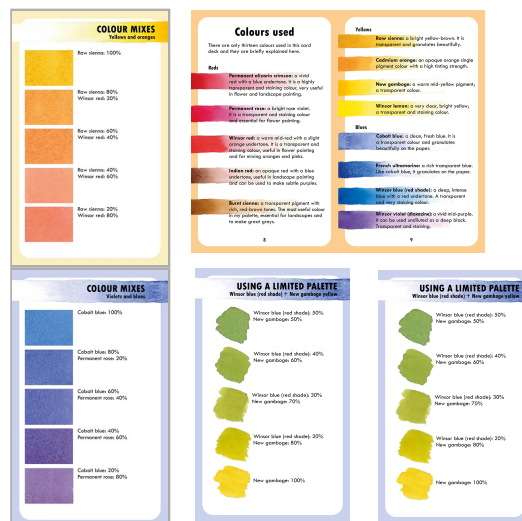 COLOUR MIXES
Yellows and oranges
Raw sienna: 100%
Raw sienna: 80%
Winsor red: 20%
Raw sienna: 60%
Winsor red: 40%
Raw sienna: 40%
Winsor red: 60%
Raw sienna: 20%
Winsor red: 80%
Colours used
There are only thirteen colours used in this card
deck and they are briefly explained here.
Reds
Permanent alizarin crimson: a vivid
red with a blue undertone. It is a highly
transparent and staining colour, very useful
in flower and landscape painting.
Permanent rose: a bright rose violet.
It is a transparent and staining colour
and essential for flower painting.
Winsor red: a warm mid-red with a slight
orange undertone. It is a transparent and
staining colour, useful in flower painting
and for mixing oranges and pinks.
Indian red: an opaque red with a blue
undertone, useful in landscape painting
and can be used to make subtle purples.
Burnt sienna: a transparent pigment with
rich, red-brown tones. The most useful colour
in my palette, essential for landscapes and
to make great greys.
8
Yellows
Raw sienna: a bright yellow-brown. It is
transparent and granulates beautifully.
Cadmium orange: an opaque orange single
pigment colour with a high tinting strength.
New gamboge: a warm mid-yellow pigment;
a transparent colour.
Winsor lemon: a very clear, bright yellow;
a transparent and staining colour.
Blues
Cobalt blue: a clean, fresh blue. It is
a transparent colour and granulates
beautifully on the paper.
French ultramarine: a rich transparent blue.
Like cobalt blue, it granulates on the paper.
Winsor blue (red shade): a deep, intense
blue with a red undertone. A transparent
and very staining colour.
Winsor violet (dioxazine): a vivid mid-purple.
It can be used undiluted as a deep black.
Transparent and staining.
9
COLOUR MIXES
Violets and blues
Cobalt blue: 100%
Cobalt blue: 80%
Permanent rose: 20%
Cobalt blue: 60%
Permanent rose: 40%
Cobalt blue: 40%
Permanent rose: 60%
Cobalt blue: 20%
Permanent rose: 80%
USING A LIMITED PALETTE
Winsor blue (red shade) + New gamboge yellow
Winsor blue (red shade): 50%
New gamboge: 50%
Winsor blue (red shade): 40%
New gamboge: 60%
Winsor blue (red shade): 30%
New gamboge: 70%
Winsor blue (red shade): 20%
New gamboge: 80%
New gamboge: 100%
USING A LIMITED PALETTE
Winsor blue (red shade) + New gamboge yellow
Winsor blue (red shade): 50%
New gamboge: 50%
Winsor blue (red shade): 40%
New gamboge: 60%
Winsor blue (red shade): 30%
New gamboge: 70%
Winsor blue (red shade): 20%
New gamboge: 80%
New gamboge: 100%